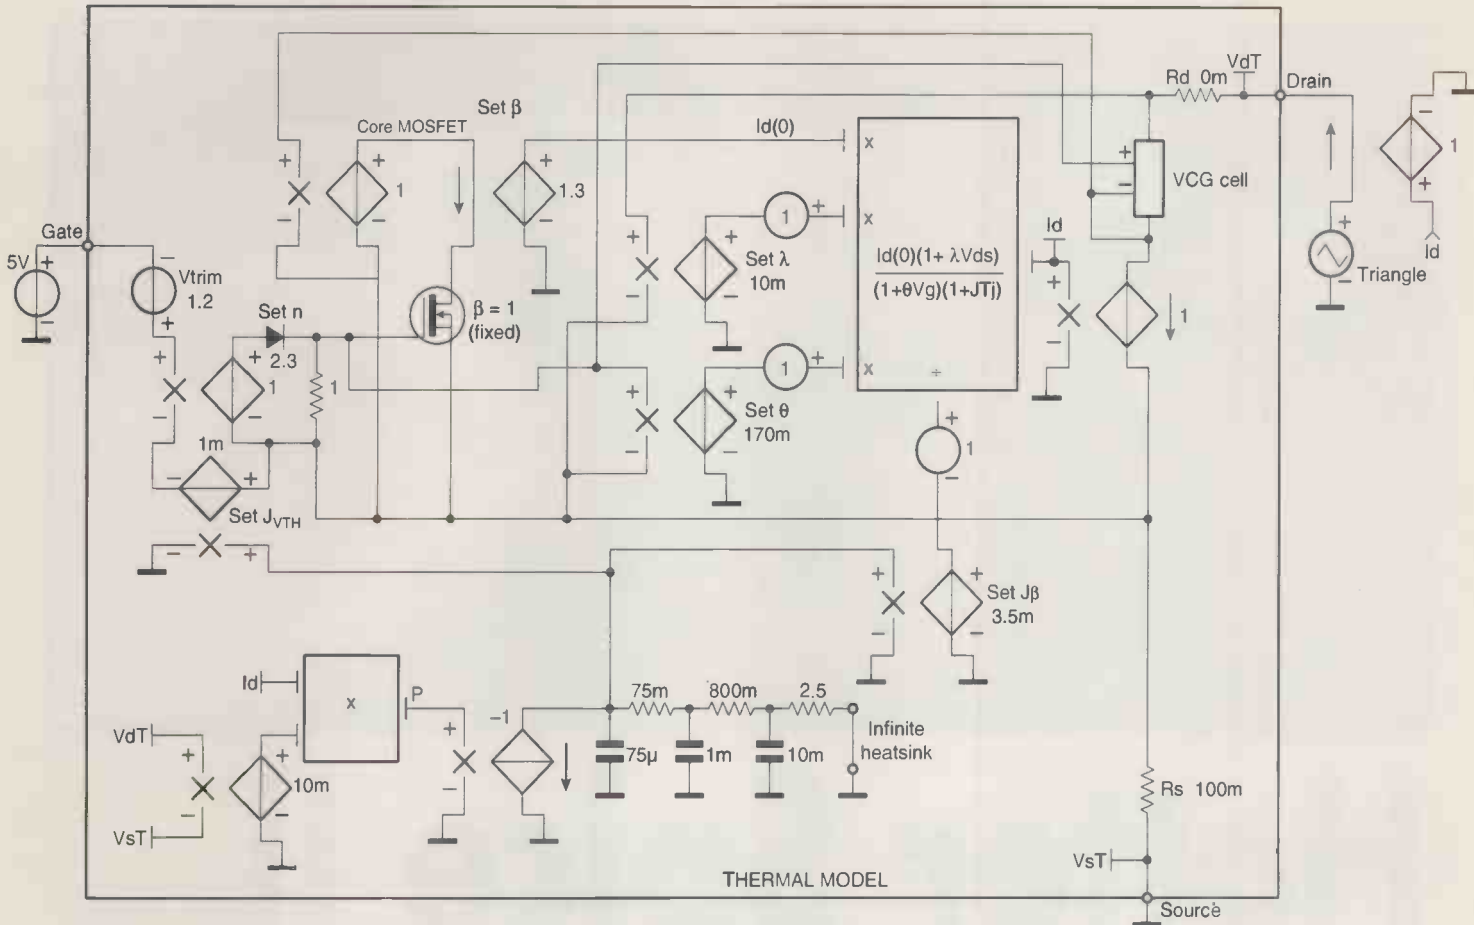 VdT
Rd 0m
Drain
Set β
Core MOSFET
Id(0)
x
+
1
+
1.3
+
VCG cell
1
Gate
5V
Vtrim
1.2
1
x
Set λ
10m
Id(0)(1+ λVds)
(1+θVg)(1+JTj)
Id
Triangle
Id
Set n
2.3
β = 1
(fixed)
1
1
1
1
x
÷
Set θ
170m
1
1m
Set JVTH
Set Jβ
3.5m
Id
x
P
–1
75m
800m
2.5
Infinite
heatsink
VdT
10m
75µ
1m
10m
VsT
Rs 100m
VsT
THERMAL MODEL
Source